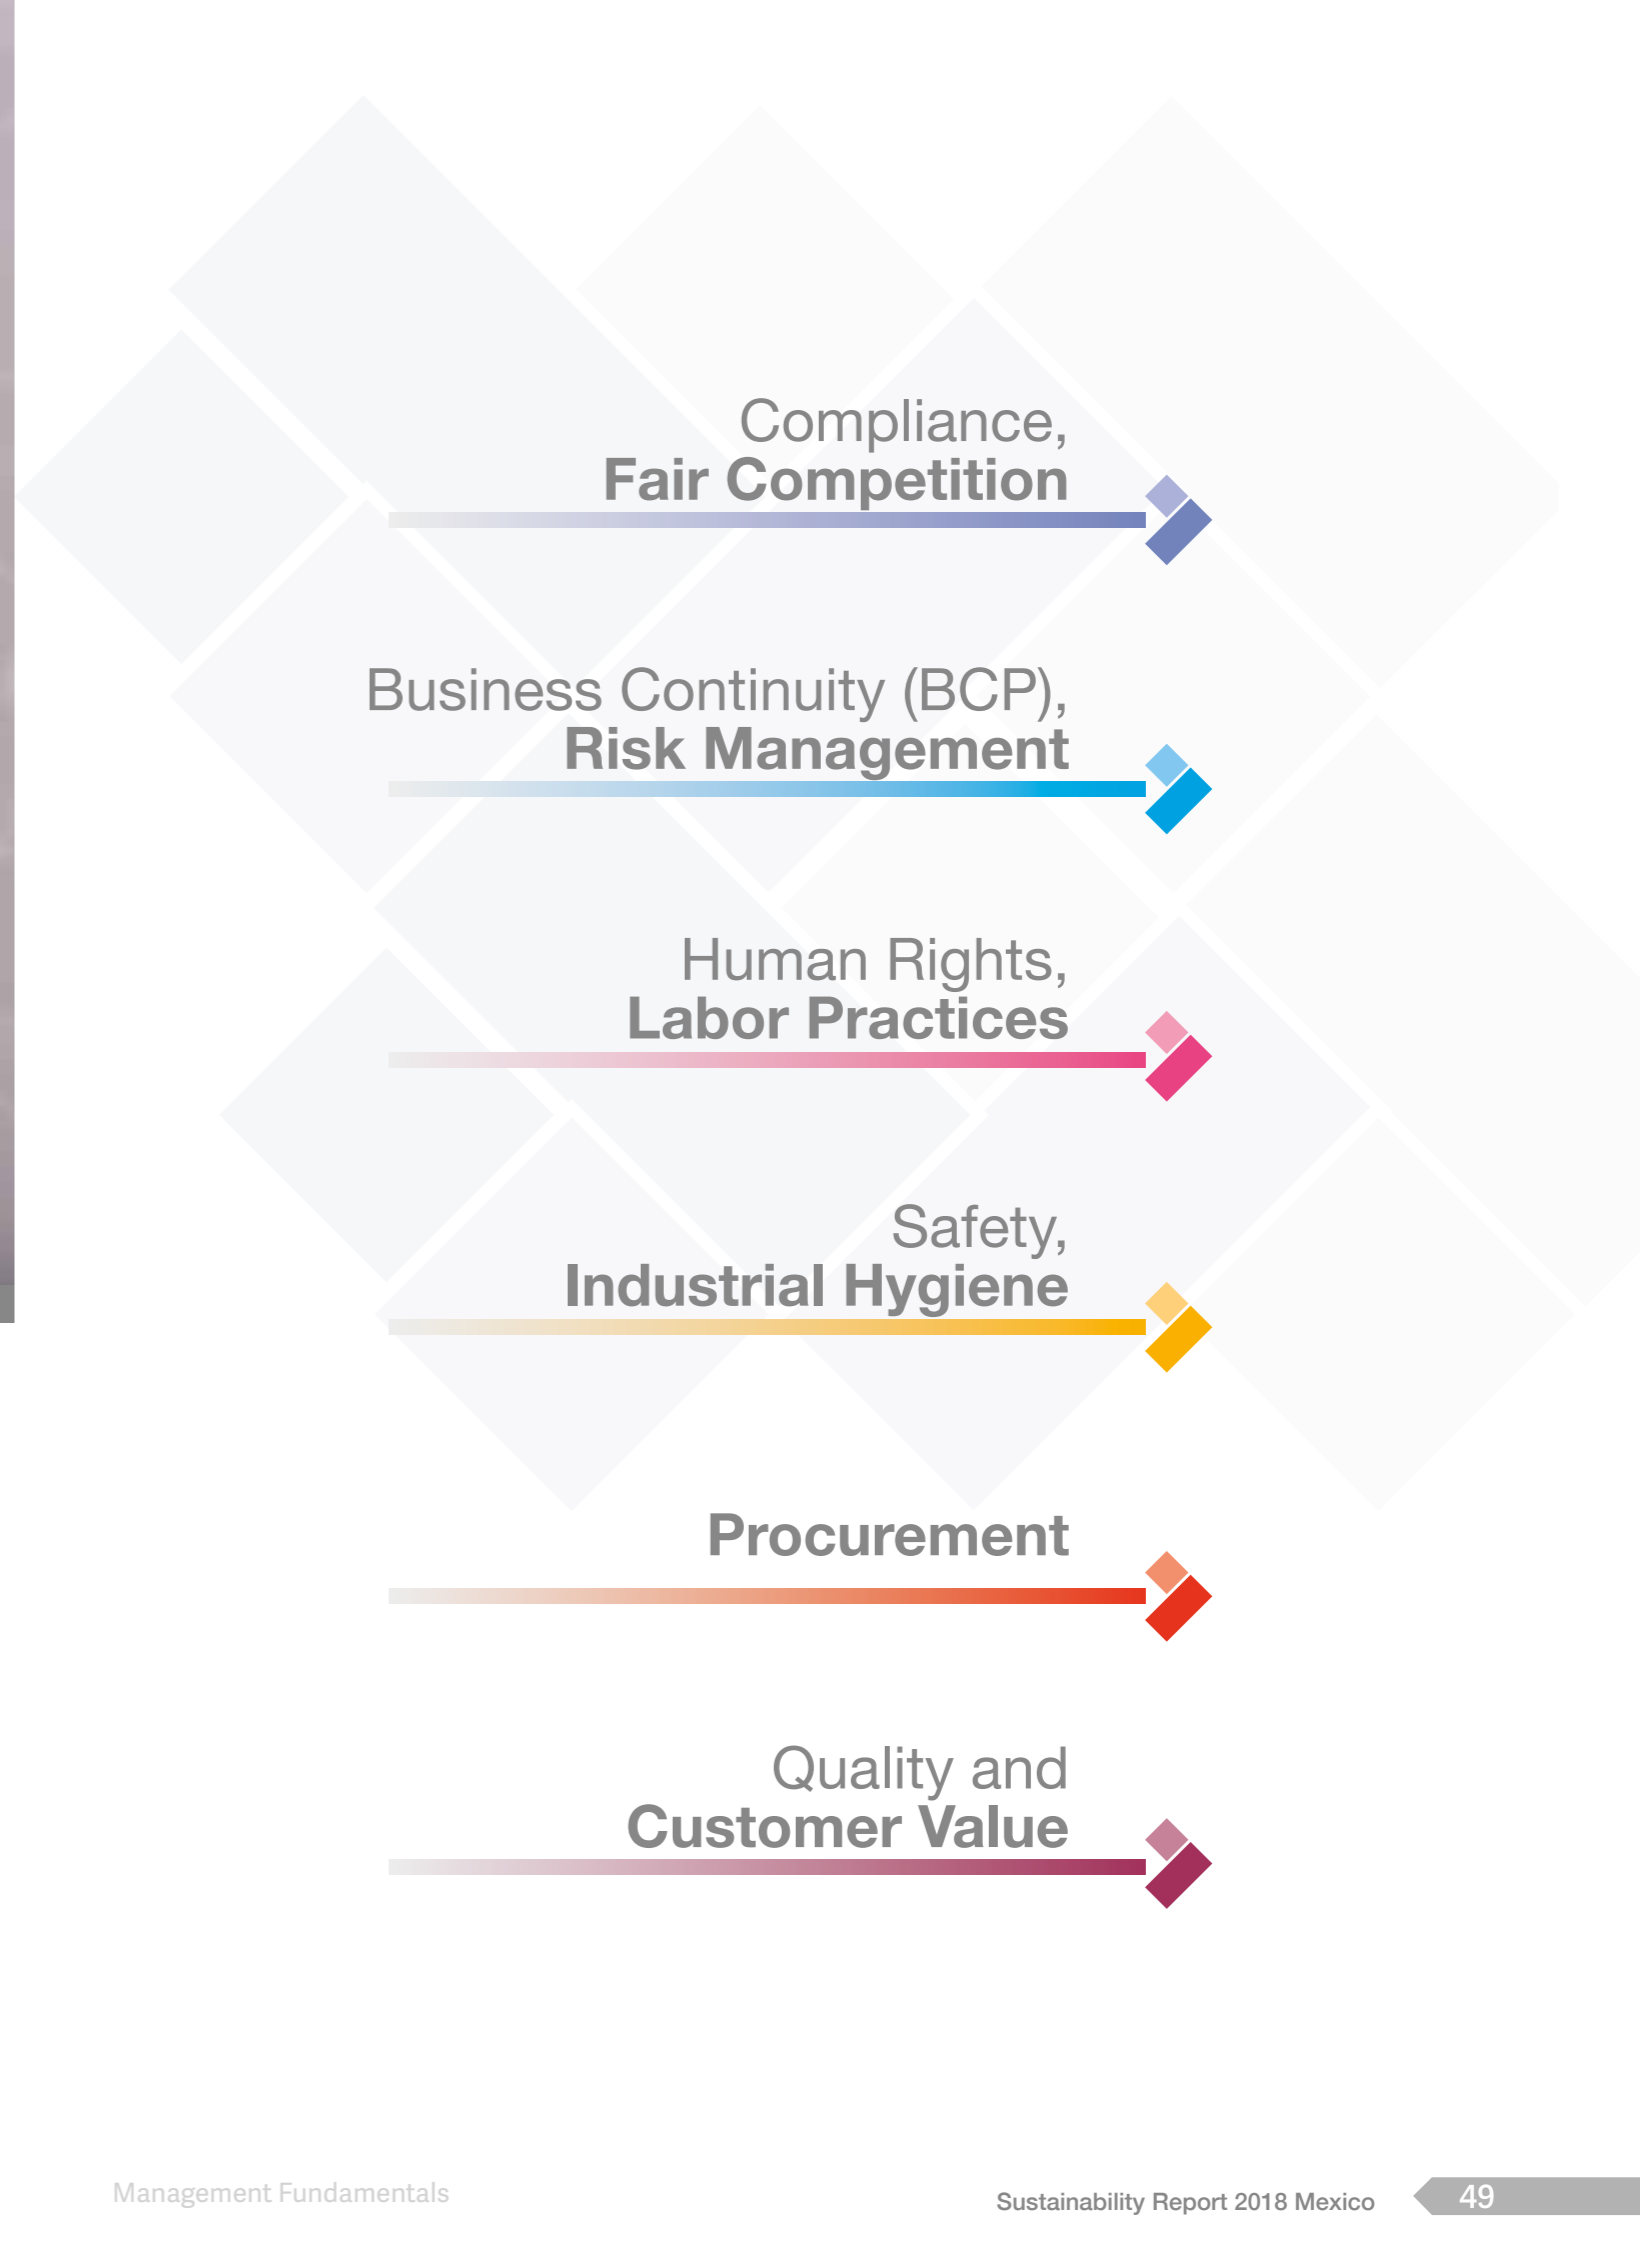 Compliance,
Fair Competition
Business Continuity (BCP),
Risk Management
Human Rights,
Labor Practices
Safety,
Industrial Hygiene
Procurement
Quality and
Customer Value
Management Fundamentals
Sustainability Report 2018 Mexico
49